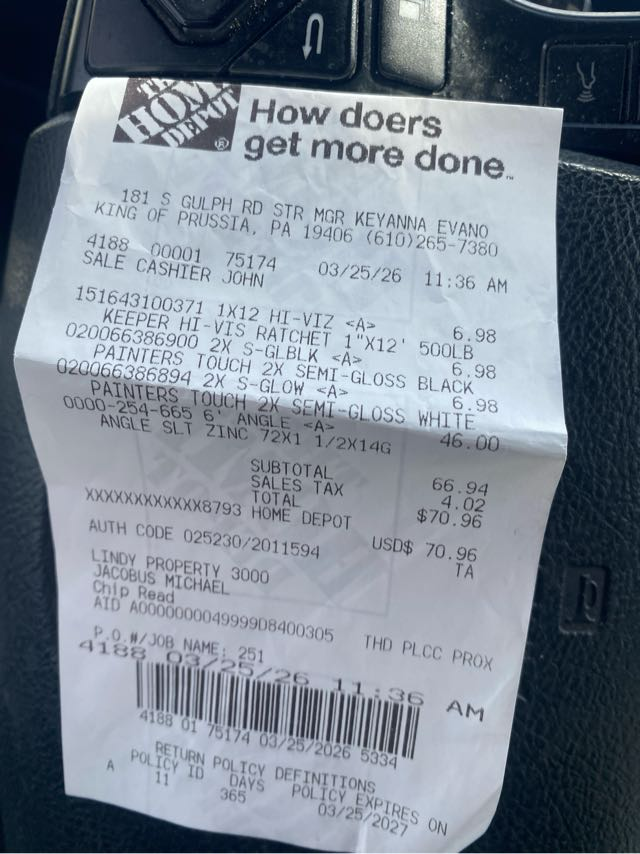 THE
HOME
DEPOT
®
How doers
get more done™
181 S GULPH RD STR MGR KEYANNA EVANO
KING OF PRUSSIA, PA 19406 (610)265-7380
4188 00001 75174 03/25/26 11:36 AM
SALE CASHIER JOHN
151643100371 1X12 HI-VIZ <A> 6.98
KEEPER HI-VIS RATCHET 1"X12' 500LB
020066386900 2X S-GLBLK <A> 6.98
PAINTERS TOUCH 2X SEMI-GLOSS BLACK
020066386894 2X S-GLOW <A> 6.98
PAINTERS TOUCH 2X SEMI-GLOSS WHITE
0000-254-665 6' ANGLE <A> 46.00
ANGLE SLT ZINC 72X1 1/2X14G
SUBTOTAL 66.94
SALES TAX 4.02
TOTAL $70.96
XXXXXXXXXXXX8793 HOME DEPOT
USD$ 70.96
AUTH CODE 025230/2011594 TA
LINDY PROPERTY 3000
JACOBUS MICHAEL
Chip Read
AID A0000000049999D8400305 THD PLCC PROX
P.O.#/JOB NAME: 251
4188 03/25/26 11:36 AM
4188 01 75174 03/25/2026 5334
RETURN POLICY DEFINITIONS
POLICY ID DAYS POLICY EXPIRES ON
A 11 365 03/25/2027